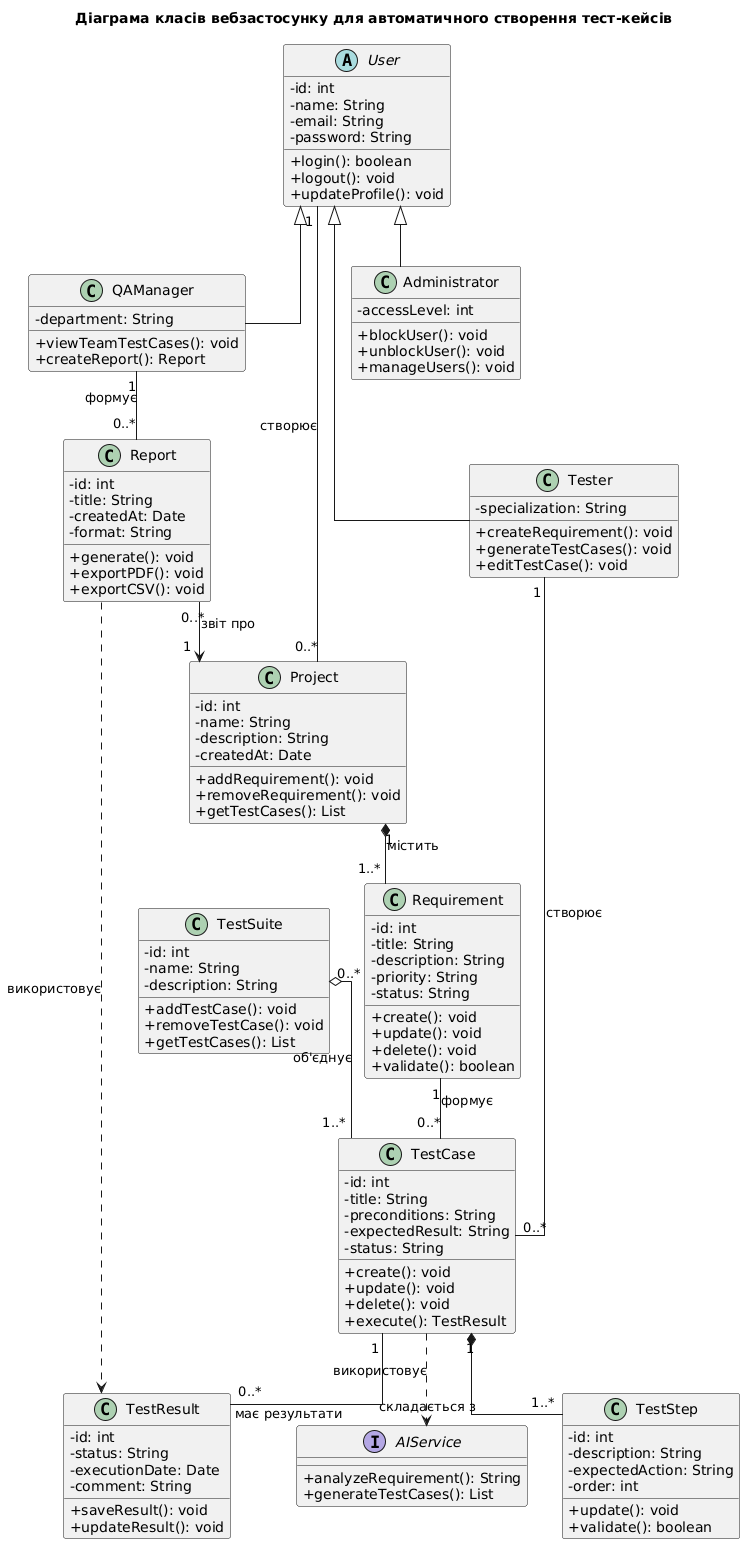 Діаграма класів вебзастосунку для автоматичного створення тест-кейсів
A User
-id: int
-name: String
-email: String
-password: String
+login(): boolean
+logout(): void
+updateProfile(): void
1
C QAManager
-department: String
+viewTeamTestCases(): void
+createReport(): Report
C Administrator
-accessLevel: int
+blockUser(): void
+unblockUser(): void
+manageUsers(): void
1
формує
0..*
створює
C Report
-id: int
-title: String
-createdAt: Date
-format: String
+generate(): void
+exportPDF(): void
+exportCSV(): void
C Tester
-specialization: String
+createRequirement(): void
+generateTestCases(): void
+editTestCase(): void
1
0..*
звіт про
1
0..*
C Project
-id: int
-name: String
-description: String
-createdAt: Date
+addRequirement(): void
+removeRequirement(): void
+getTestCases(): List
1
містить
1..*
створює
C TestSuite
-id: int
-name: String
-description: String
+addTestCase(): void
+removeTestCase(): void
+getTestCases(): List
C Requirement
-id: int
-title: String
-description: String
-priority: String
-status: String
+create(): void
+update(): void
+delete(): void
+validate(): boolean
0..*
використовує
об'єднує
1..*
1
формує
0..*
C TestCase
-id: int
-title: String
-preconditions: String
-expectedResult: String
-status: String
+create(): void
+update(): void
+delete(): void
+execute(): TestResult
0..*
1
використовує
1
0..*
має результати
складається з
1..*
C TestResult
-id: int
-status: String
-executionDate: Date
-comment: String
+saveResult(): void
+updateResult(): void
I AIService
+analyzeRequirement(): String
+generateTestCases(): List
C TestStep
-id: int
-description: String
-expectedAction: String
-order: int
+update(): void
+validate(): boolean